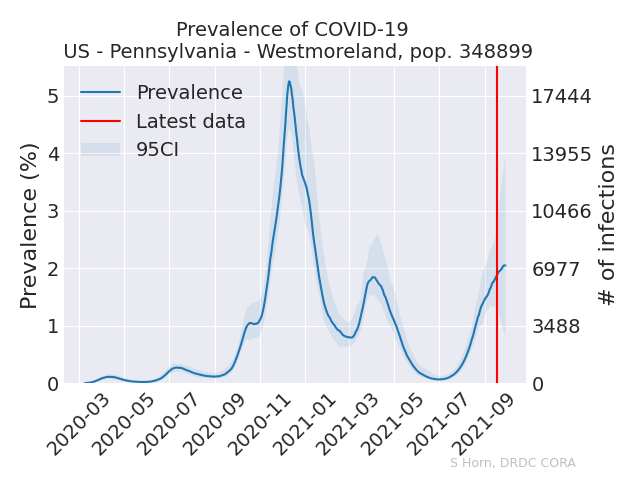 Prevalence of COVID-19
US - Pennsylvania - Westmoreland, pop. 348899
Prevalence
Latest data
95CI
Prevalence (%)
5
4
3
2
1
0
17444
13955
10466
6977
3488
0
# of infections
2020-03
2020-05
2020-07
2020-09
2020-11
2021-01
2021-03
2021-05
2021-07
2021-09
S Horn, DRDC CORA